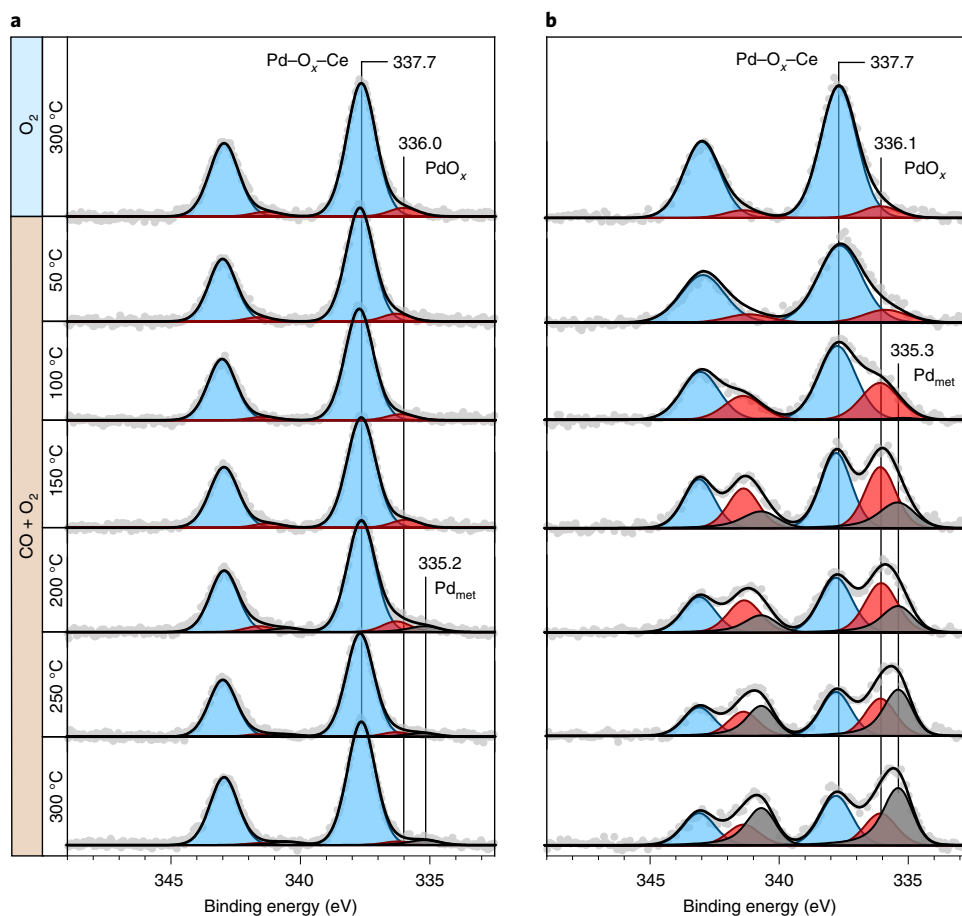 a
O2
300 °C
CO + O2
50 °C
100 °C
150 °C
200 °C
250 °C
300 °C
Pd–Ox–Ce
337.7
336.0
PdOx
335.2
Pdmet
345
340
335
Binding energy (eV)
b
Pd–Ox–Ce
337.7
336.1
PdOx
335.3
Pdmet
345
340
335
Binding energy (eV)